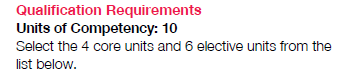 Qualification Requirements
Units of Competency: 10
Select the 4 core units and 6 elective units from the
list below.